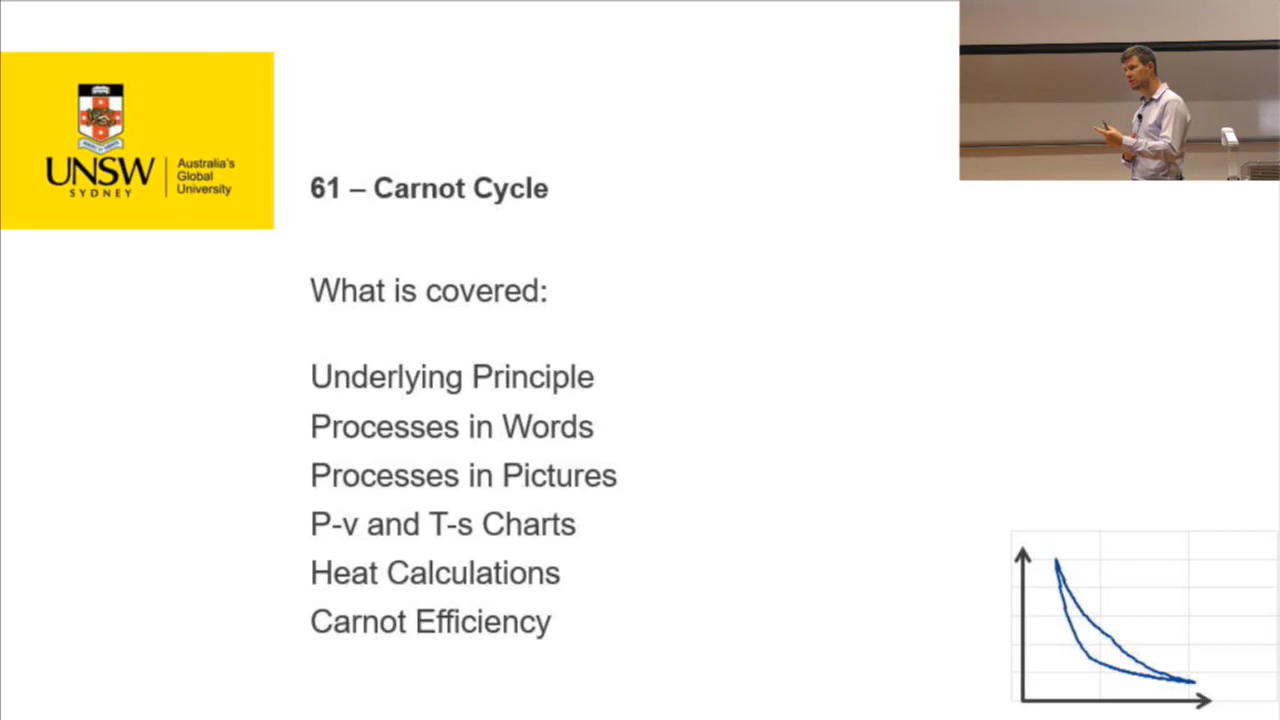 UNSW
SYDNEY
Australia's
Global
University
61 – Carnot Cycle
What is covered:
Underlying Principle
Processes in Words
Processes in Pictures
P-v and T-s Charts
Heat Calculations
Carnot Efficiency